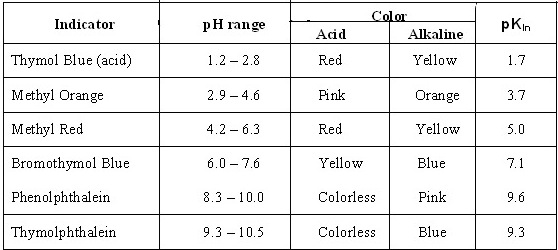 Indicator pH range Color pKIn
Acid Alkaline
Thymol Blue (acid) 1.2 – 2.8 Red Yellow 1.7
Methyl Orange 2.9 – 4.6 Pink Orange 3.7
Methyl Red 4.2 – 6.3 Red Yellow 5.0
Bromothymol Blue 6.0 – 7.6 Yellow Blue 7.1
Phenolphthalein 8.3 – 10.0 Colorless Pink 9.6
Thymolphthalein 9.3 – 10.5 Colorless Blue 9.3